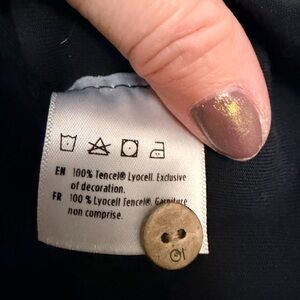 EN 100% Tencel® Lyocell. Exclusive
of decoration.
FR 100 % Lyocell Tencel®. Garniture
non comprise.